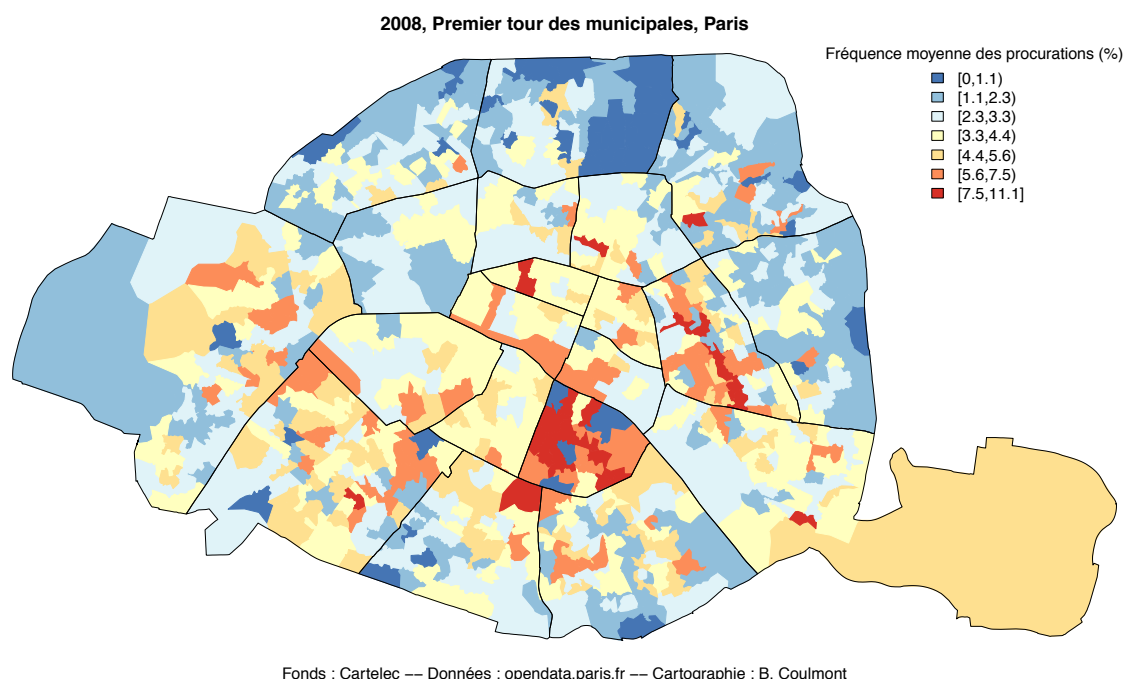 2008, Premier tour des municipales, Paris
Fréquence moyenne des procurations (%)
[0,1.1)
[1.1,2.3)
[2.3,3.3)
[3.3,4.4)
[4.4,5.6)
[5.6,7.5)
[7.5,11.1]
Fonds : Cartelec −− Données : opendata.paris.fr −− Cartographie : B. Coulmont